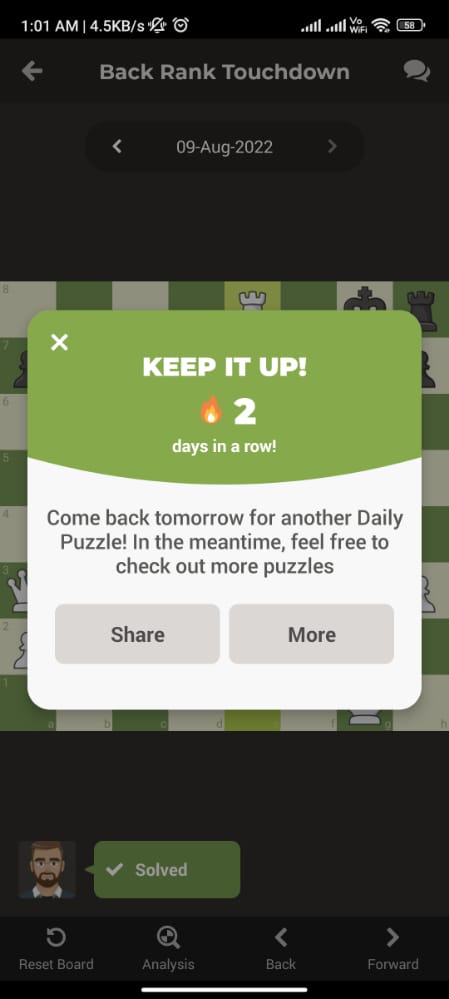 1:01 AM | 4.5KB/s
Vo
WiFi
58
Back Rank Touchdown
09-Aug-2022
8
7
6
5
4
3
2
1
KEEP IT UP!
2
days in a row!
Come back tomorrow for another Daily
Puzzle! In the meantime, feel free to
check out more puzzles
Share More
a b c d e f g h
Solved
Reset Board Analysis Back Forward